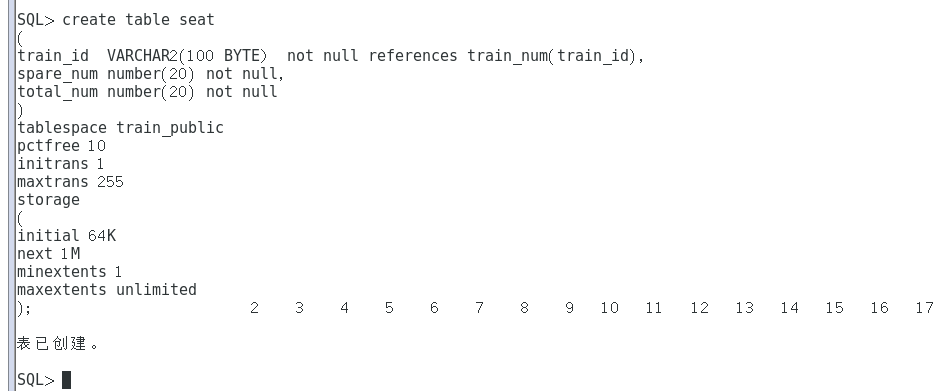 SQL> create table seat
(
train_id  VARCHAR2(100 BYTE)  not null references train_num(train_id),
spare_num number(20) not null,
total_num number(20) not null
)
tablespace train_public
pctfree 10
initrans 1
maxtrans 255
storage
(
initial 64K
next 1M
minextents 1
maxextents unlimited
);  2  3  4  5  6  7  8  9  10  11  12  13  14  15  16  17
表已创建。
SQL>